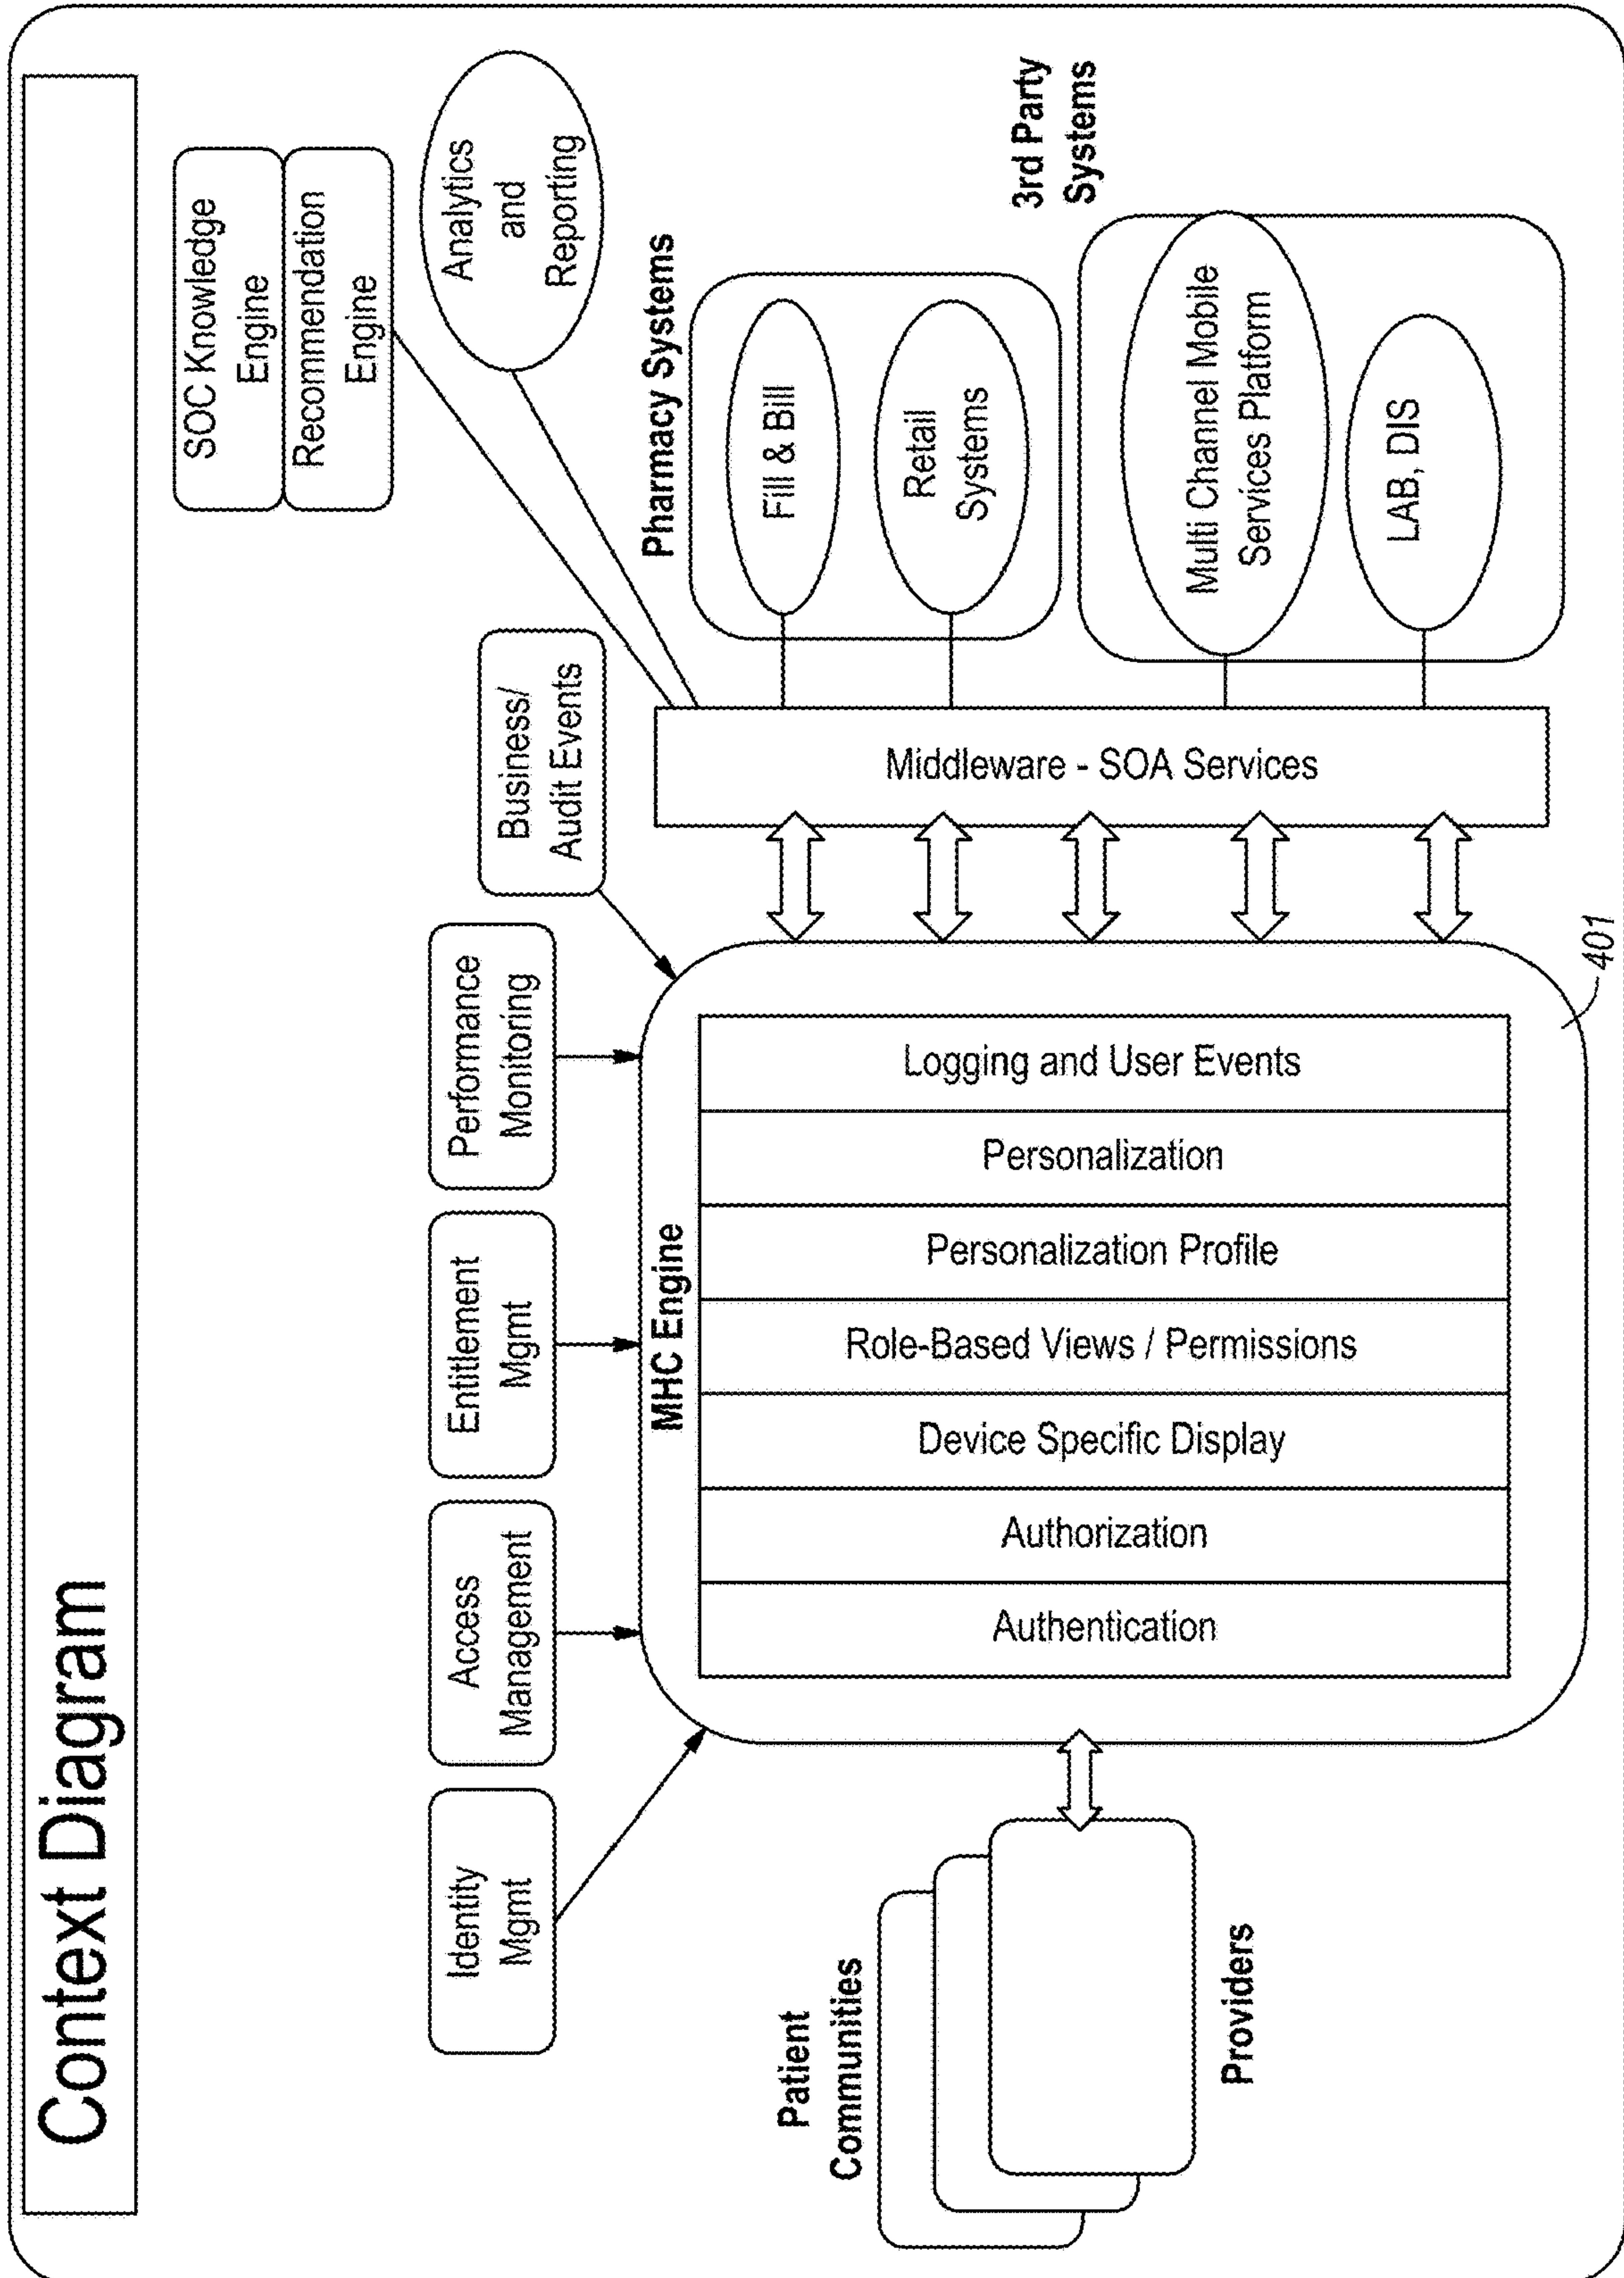 Context Diagram
SOC Knowledge
Engine
Recommendation
Engine
Analytics
and
Reporting
Identity
Mgmt
Access
Management
Entitlement
Mgmt
Performance
Monitoring
Business/
Audit Events
Patient
Communities
Providers
MHC Engine
Authentication
Authorization
Device Specific Display
Role-Based Views / Permissions
Personalization Profile
Personalization
Logging and User Events
401
Middleware - SOA Services
Pharmacy Systems
Fill & Bill
Retail
Systems
3rd Party
Systems
Multi Channel Mobile
Services Platform
LAB, DIS